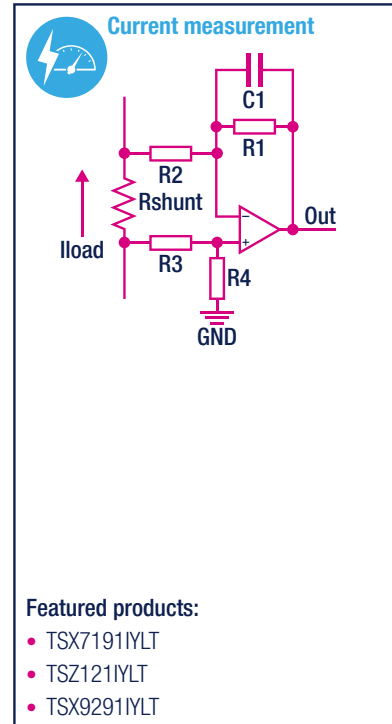 Current measurement
C1
R1
R2
Rshunt
Iload
−
+
Out
R3
R4
GND
Featured products:
• TSX7191IYLT
• TSZ121IYLT
• TSX9291IYLT